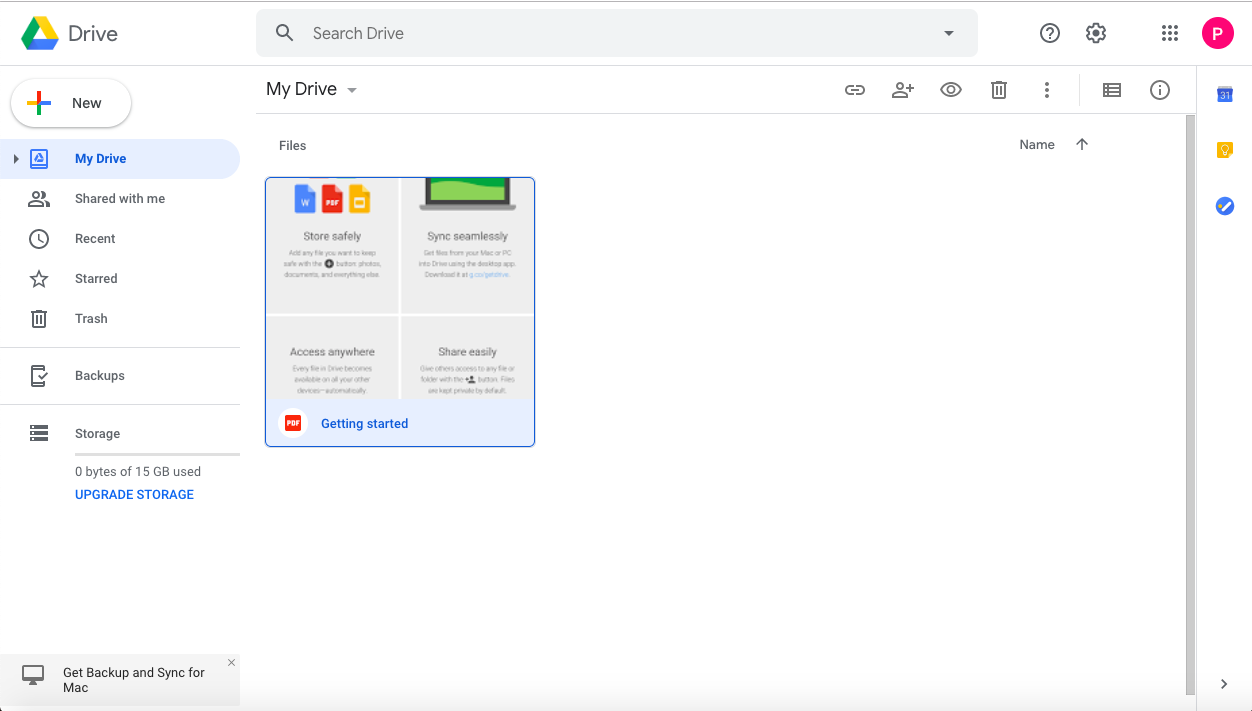 Drive
Search Drive
P
New
My Drive
31
My Drive
Shared with me
Recent
Starred
Trash
Backups
Storage
0 bytes of 15 GB used
UPGRADE STORAGE
Get Backup and Sync for
Mac
Files
Name
W
PDF
Store safely
Add any file you want to keep
safe with the button: photos,
documents, and everything else.
Sync seamlessly
Get files from your Mac or PC
into Drive using the desktop app.
Download it at g.co/getdrive.
Access anywhere
Every file in Drive becomes
available on all your other
devices—automatically.
Share easily
Give others access to any file or
folder with the button. Files
are kept private by default.
PDF
Getting started